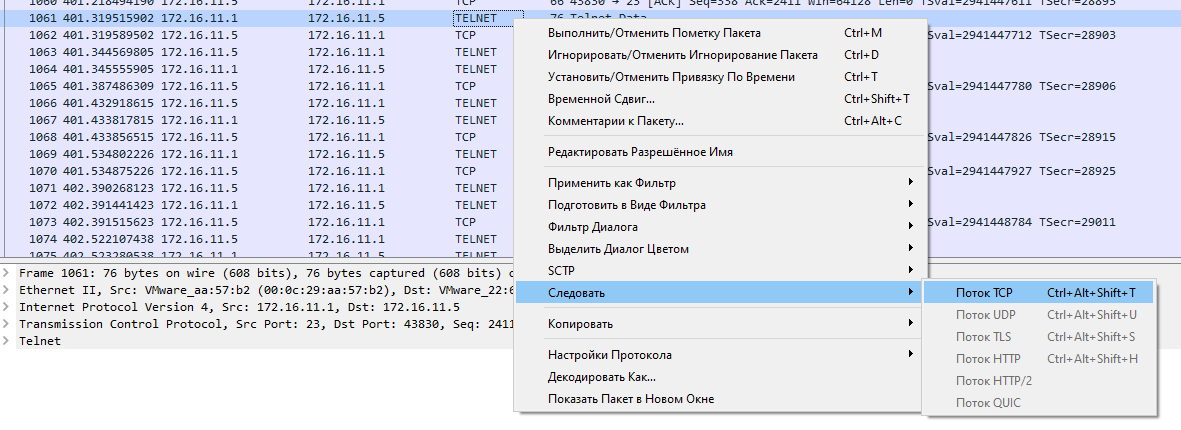 1060 401.218494190 172.16.11.1 172.16.11.5 TCP 66 43830 → 23 [ACK] Seq=338 Ack=2411 Win=64128 Len=0 TSval=2941447611 TSecr=28893
1061 401.319515902 172.16.11.1 172.16.11.5 TELNET 76 Telnet Data
1062 401.319589502 172.16.11.5 172.16.11.1 TCP TSval=2941447712 TSecr=28903
1063 401.344569805 172.16.11.5 172.16.11.1 TELNET
1064 401.345555905 172.16.11.1 172.16.11.5 TELNET
1065 401.387486309 172.16.11.5 172.16.11.1 TCP TSval=2941447780 TSecr=28906
1066 401.432918615 172.16.11.5 172.16.11.1 TELNET
1067 401.433817815 172.16.11.1 172.16.11.5 TELNET
1068 401.433856515 172.16.11.5 172.16.11.1 TCP TSval=2941447826 TSecr=28915
1069 401.534802226 172.16.11.1 172.16.11.5 TELNET
1070 401.534875226 172.16.11.5 172.16.11.1 TCP TSval=2941447927 TSecr=28925
1071 402.390268123 172.16.11.5 172.16.11.1 TELNET
1072 402.391441423 172.16.11.1 172.16.11.5 TELNET
1073 402.391515623 172.16.11.5 172.16.11.1 TCP TSval=2941448784 TSecr=29011
1074 402.522107438 172.16.11.5 172.16.11.1 TELNET
1075 402.523280538 172.16.11.1 172.16.11.5 TELNET
Выполнить/Отменить Пометку Пакета Ctrl+M
Игнорировать/Отменить Игнорирование Пакета Ctrl+D
Установить/Отменить Привязку По Времени Ctrl+T
Временной Сдвиг... Ctrl+Shift+T
Комментарии к Пакету... Ctrl+Alt+C
Редактировать Разрешённое Имя
Применить как Фильтр
Подготовить в Виде Фильтра
Фильтр Диалога
Выделить Диалог Цветом
SCTP
Следовать
Копировать
Настройки Протокола
Декодировать Как...
Показать Пакет в Новом Окне
Поток TCP Ctrl+Alt+Shift+T
Поток UDP Ctrl+Alt+Shift+U
Поток TLS Ctrl+Alt+Shift+S
Поток HTTP Ctrl+Alt+Shift+H
Поток HTTP/2
Поток QUIC
Frame 1061: 76 bytes on wire (608 bits), 76 bytes captured (608 bits)
Ethernet II, Src: VMware_aa:57:b2 (00:0c:29:aa:57:b2), Dst: VMware_22:
Internet Protocol Version 4, Src: 172.16.11.1, Dst: 172.16.11.5
Transmission Control Protocol, Src Port: 23, Dst Port: 43830, Seq: 2411
Telnet